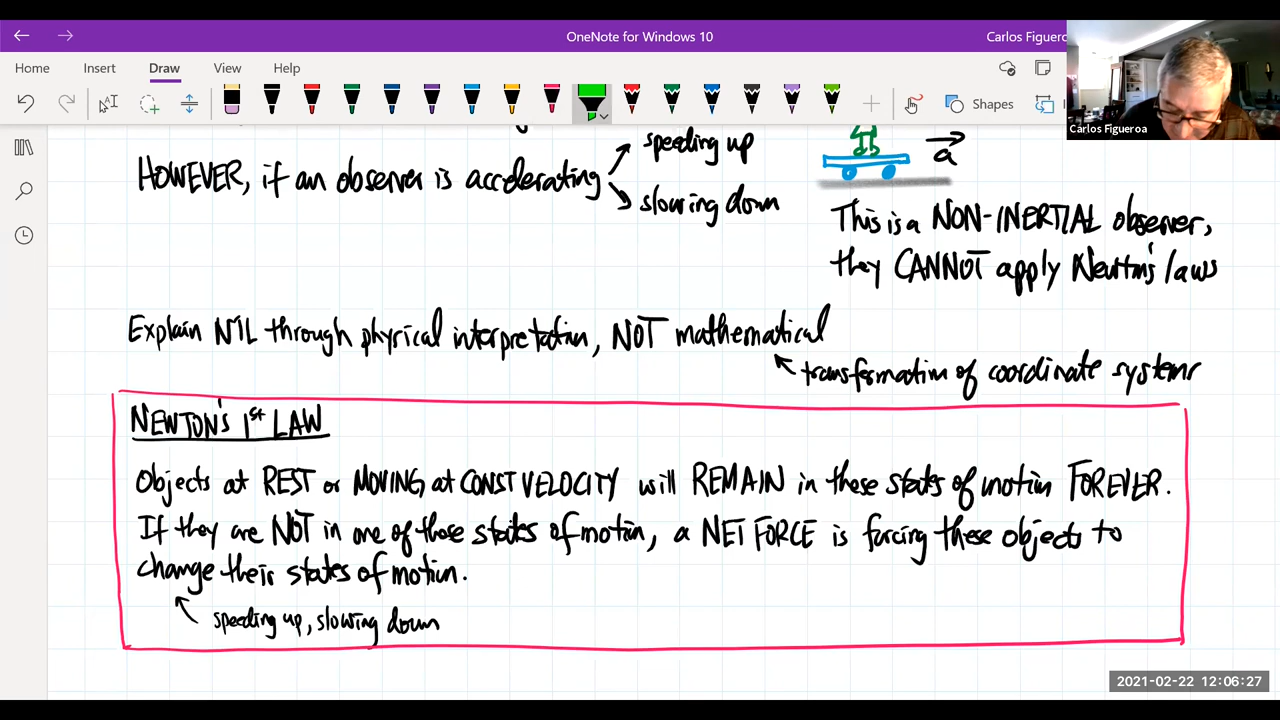 OneNote for Windows 10
Carlos Figuero
Home Insert Draw View Help
Shapes
Carlos Figueroa
speeding up
HOWEVER, if an observer is accelerating
slowing down
a
This is a NON-INERTIAL observer,
they CANNOT apply Newton's laws
Explain N1L through physical interpretation, NOT mathematical
transformation of coordinate systems
NEWTON'S 1st LAW
Objects at REST or MOVING at CONST VELOCITY will REMAIN in these states of motion FOREVER.
If they are NOT in one of these states of motion, a NET FORCE is forcing these objects to
change their states of motion.
speeding up, slowing down
2021-02-22 12:06:27